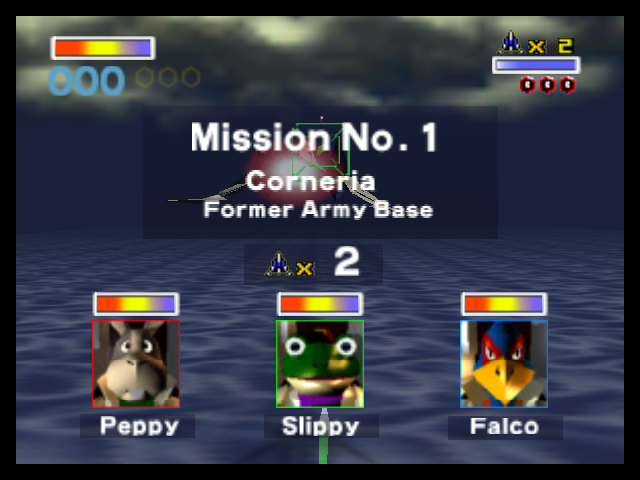 x 2
000
Mission No. 1
Corneria
Former Army Base
x 2
Peppy
Slippy
Falco